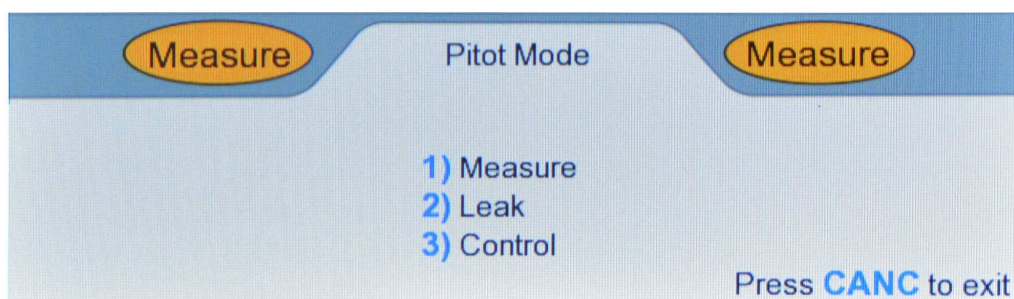 Measure Pitot Mode Measure
1) Measure
2) Leak
3) Control
Press CANC to exit